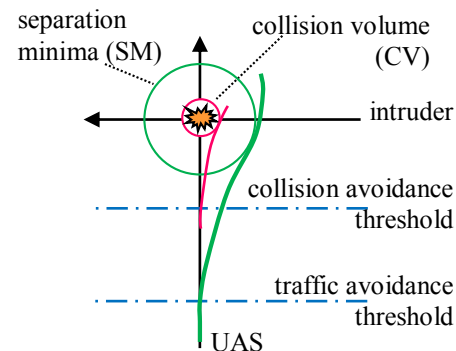 separation
minima (SM)
collision volume
(CV)
intruder
collision avoidance
threshold
traffic avoidance
threshold
UAS